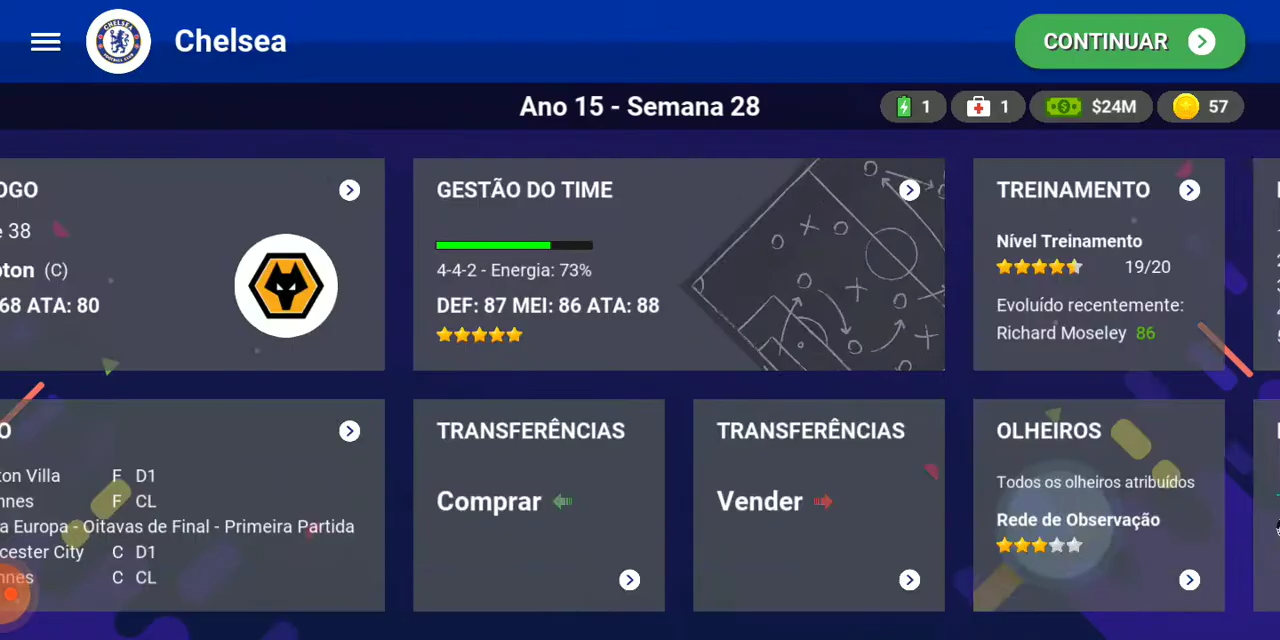 Chelsea
CONTINUAR
Ano 15 - Semana 28
1
1
$24M
57
OGO
e 38
pton (C)
68 ATA: 80
GESTÃO DO TIME
4-4-2 - Energia: 73%
DEF: 87 MEI: 86 ATA: 88
TREINAMENTO
Nível Treinamento
19/20
Evoluído recentemente:
Richard Moseley 86
O
ton Villa F D1
nnes F CL
a Europa - Oitavas de Final - Primeira Partida
cester City C D1
nnes C CL
TRANSFERÊNCIAS
Comprar
TRANSFERÊNCIAS
Vender
OLHEIROS
Todos os olheiros atribuídos
Rede de Observação